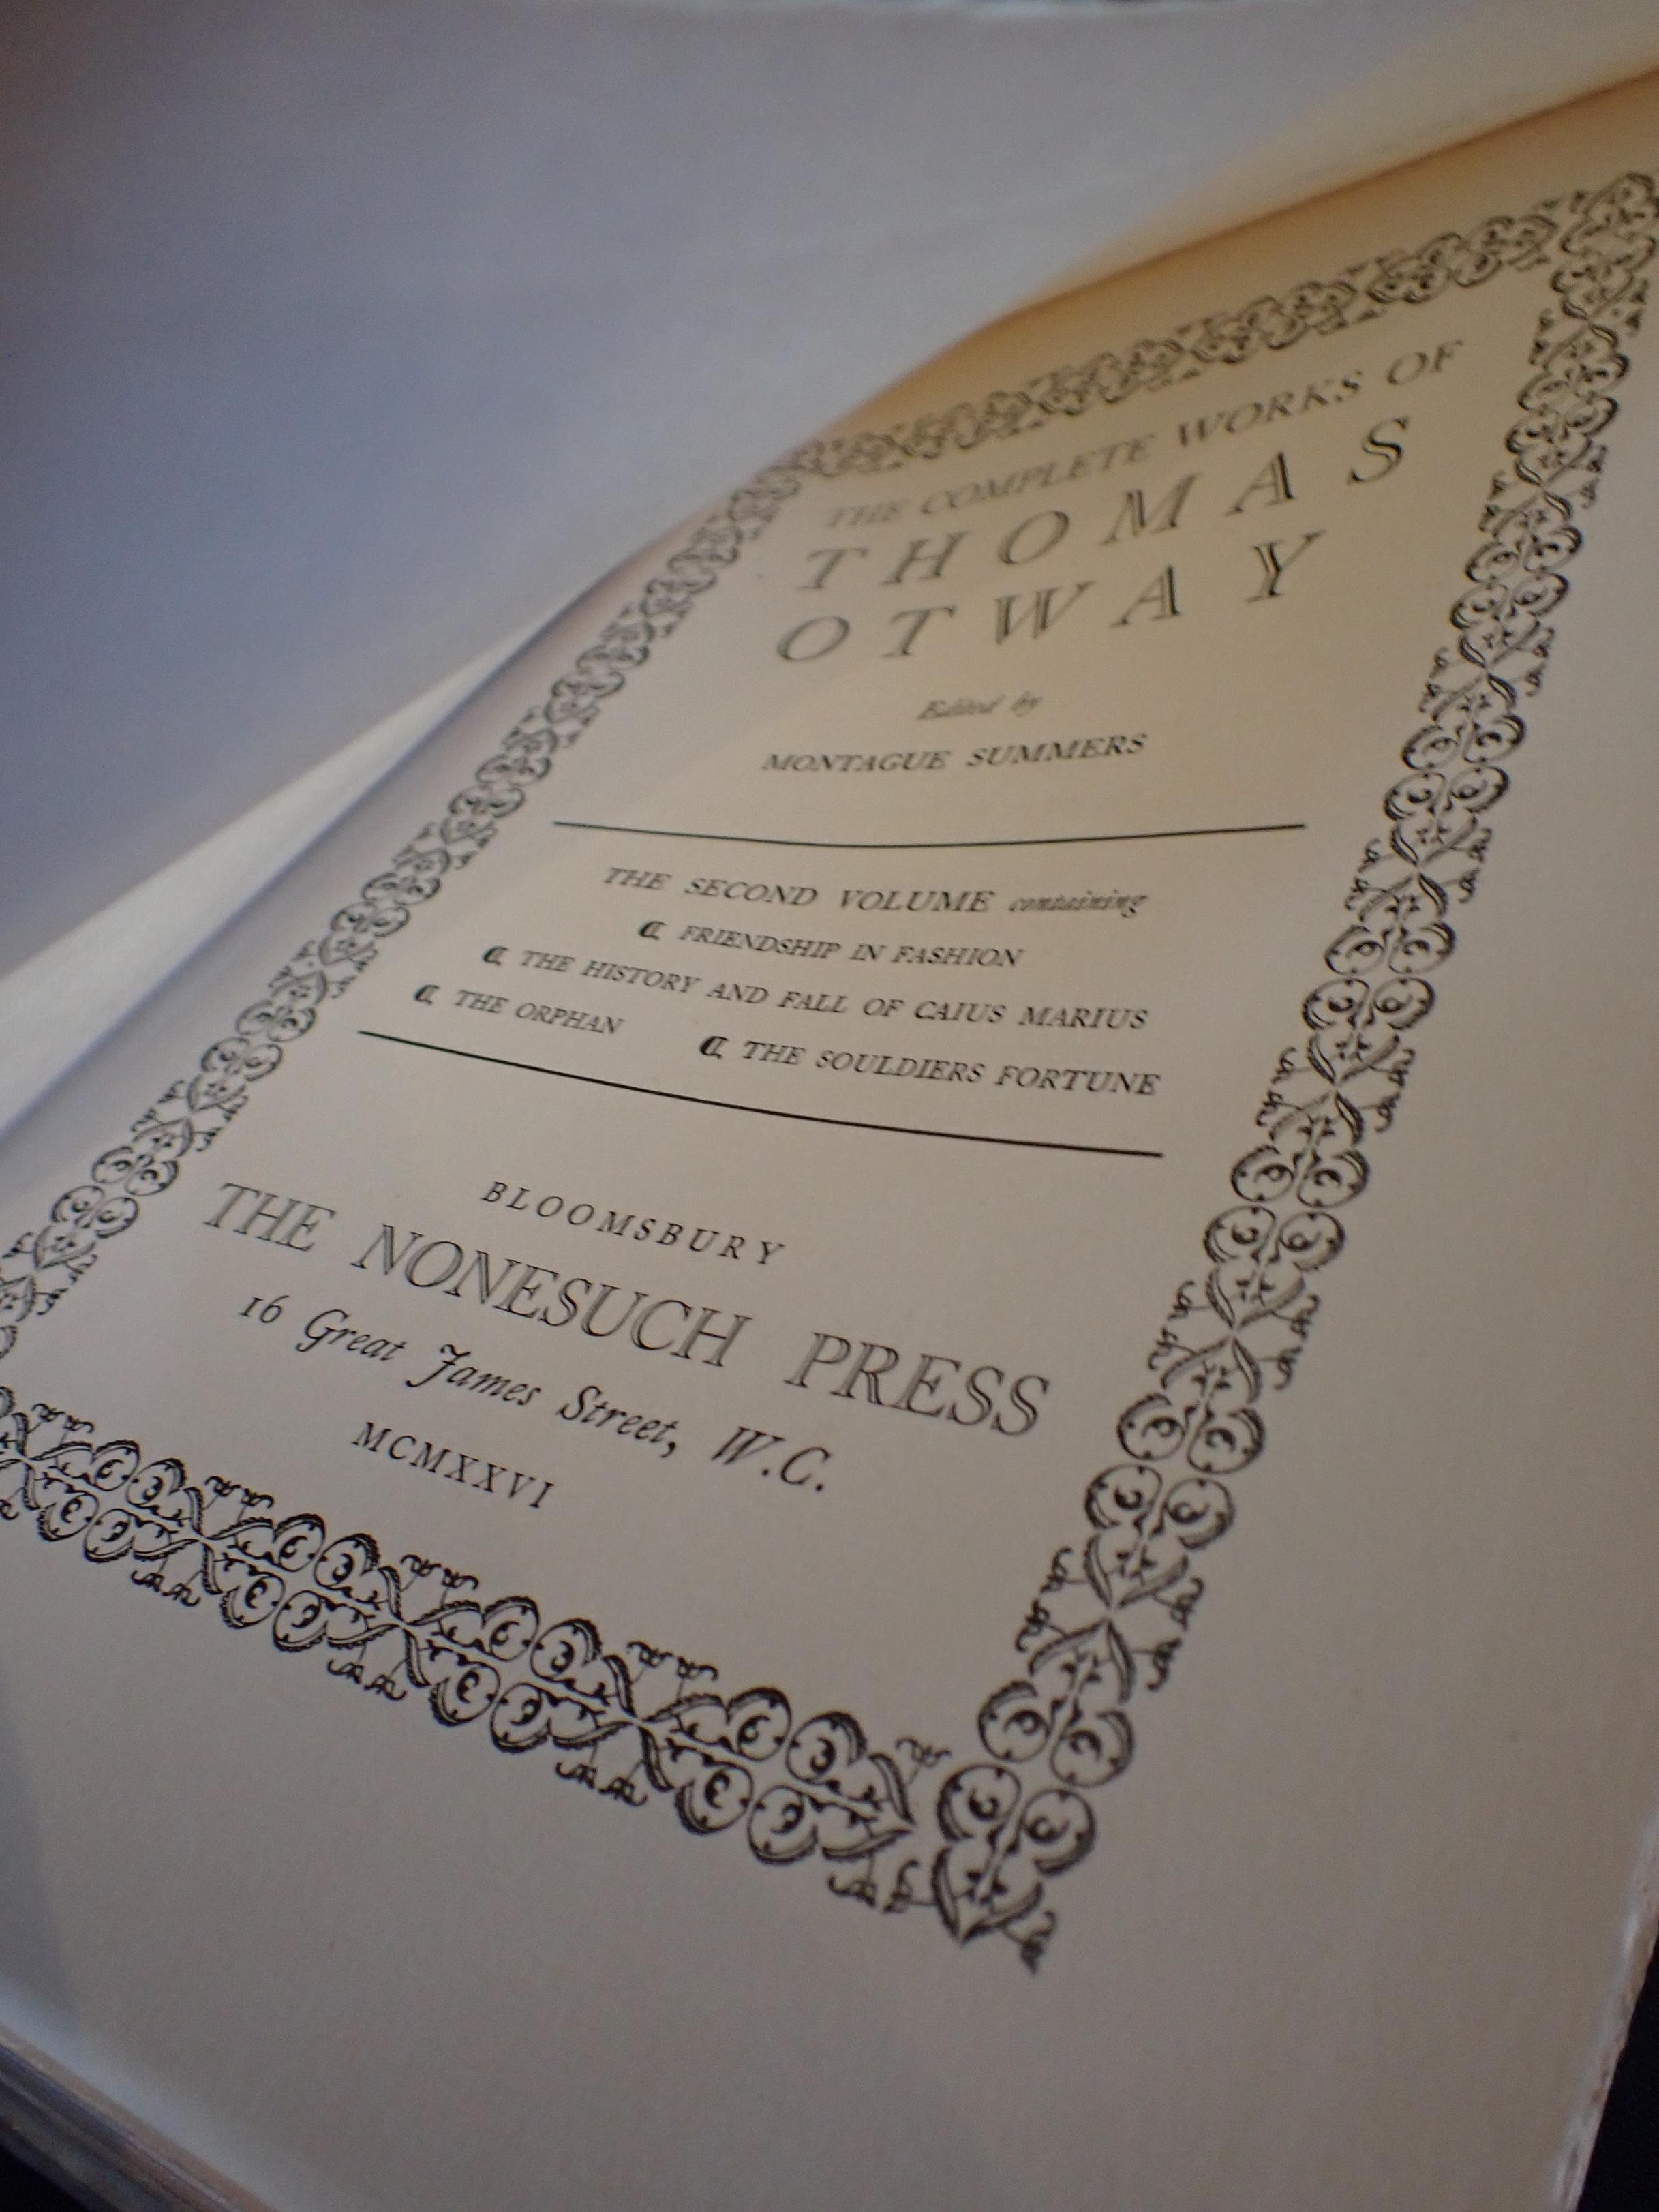 THE COMPLETE WORKS OF
THOMAS
OTWAY
Edited by
MONTAGUE SUMMERS
THE SECOND VOLUME containing
⸿ FRIENDSHIP IN FASHION
⸿ THE HISTORY AND FALL OF CAIUS MARIUS
⸿ THE ORPHAN ⸿ THE SOULDIERS FORTUNE
BLOOMSBURY
THE NONESUCH PRESS
16 Great James Street, W.C.
MCMXXVI